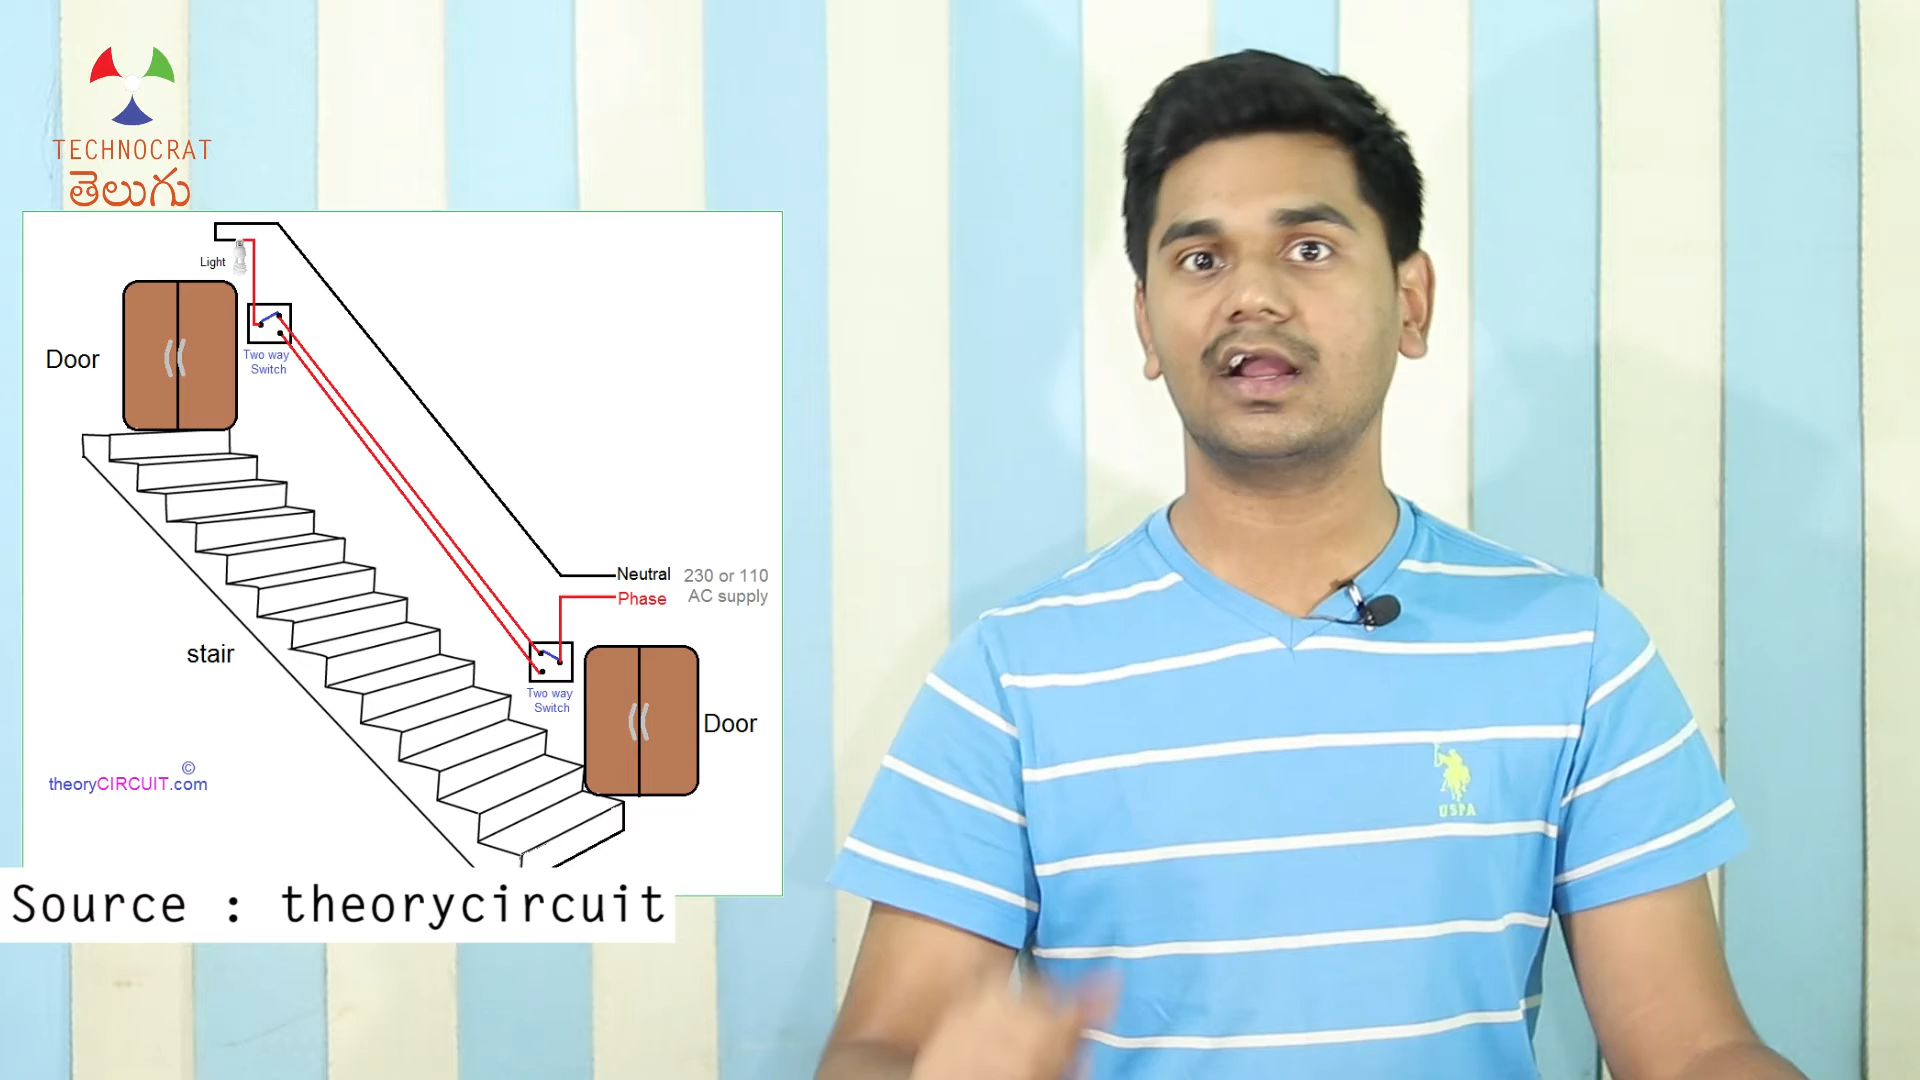 TECHNOCRAT
తెలుగు
Light
Door
Two way
Switch
Neutral
230 or 110
Phase
AC supply
stair
Two way
Switch
Door
©
theoryCIRCUIT.com
Source : theorycircuit
USPA